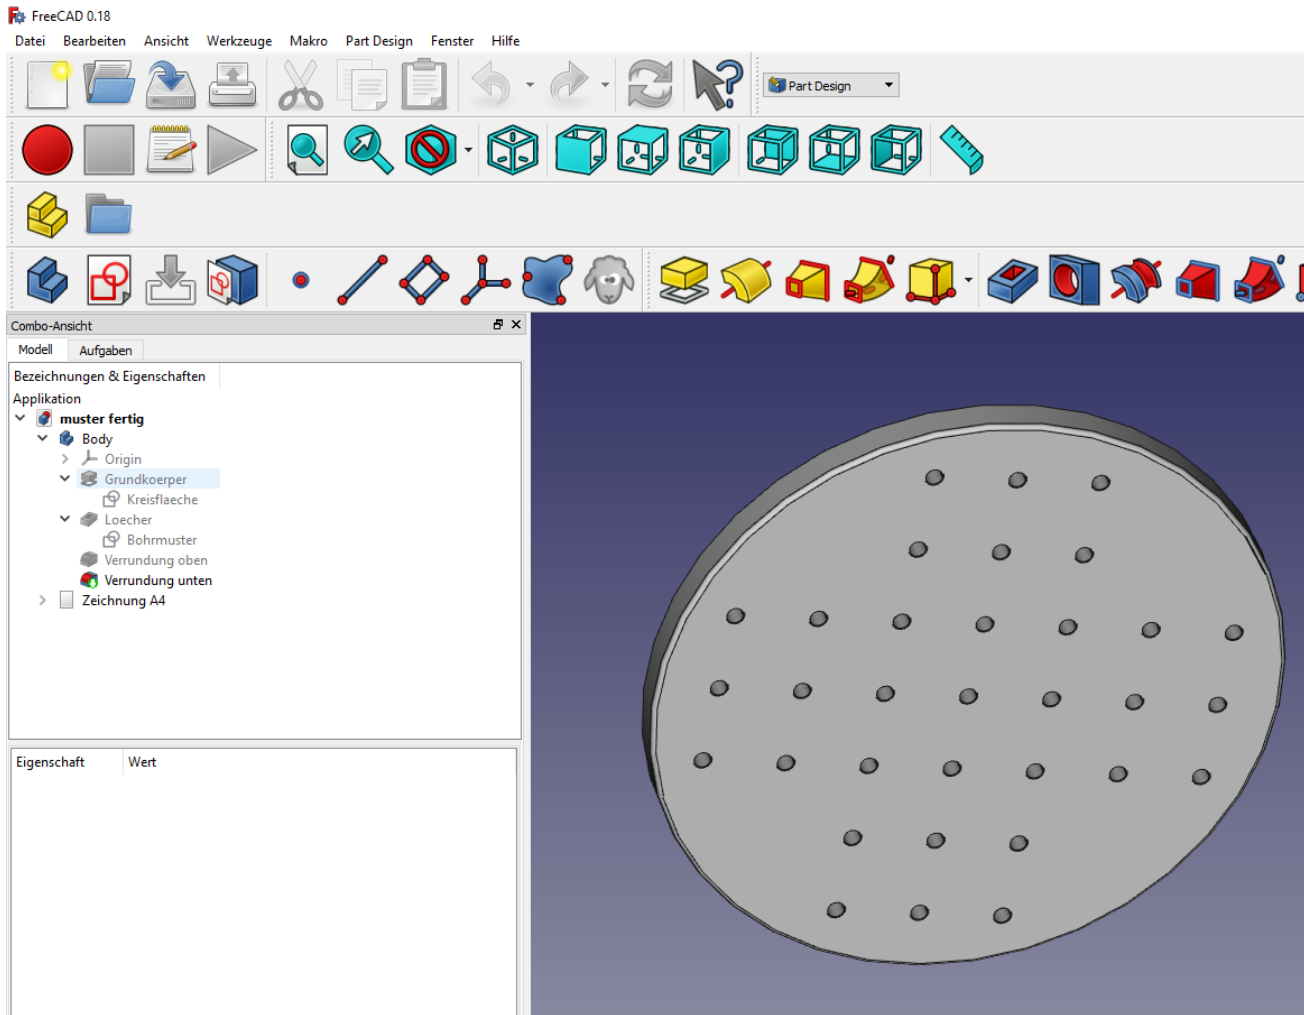 FreeCAD 0.18
Datei Bearbeiten Ansicht Werkzeuge Makro Part Design Fenster Hilfe
Part Design
Combo-Ansicht
Modell Aufgaben
Bezeichnungen & Eigenschaften
Applikation
muster fertig
Body
Origin
Grundkoerper
Kreisflaeche
Loecher
Bohrmuster
Verrundung oben
Verrundung unten
Zeichnung A4
Eigenschaft Wert